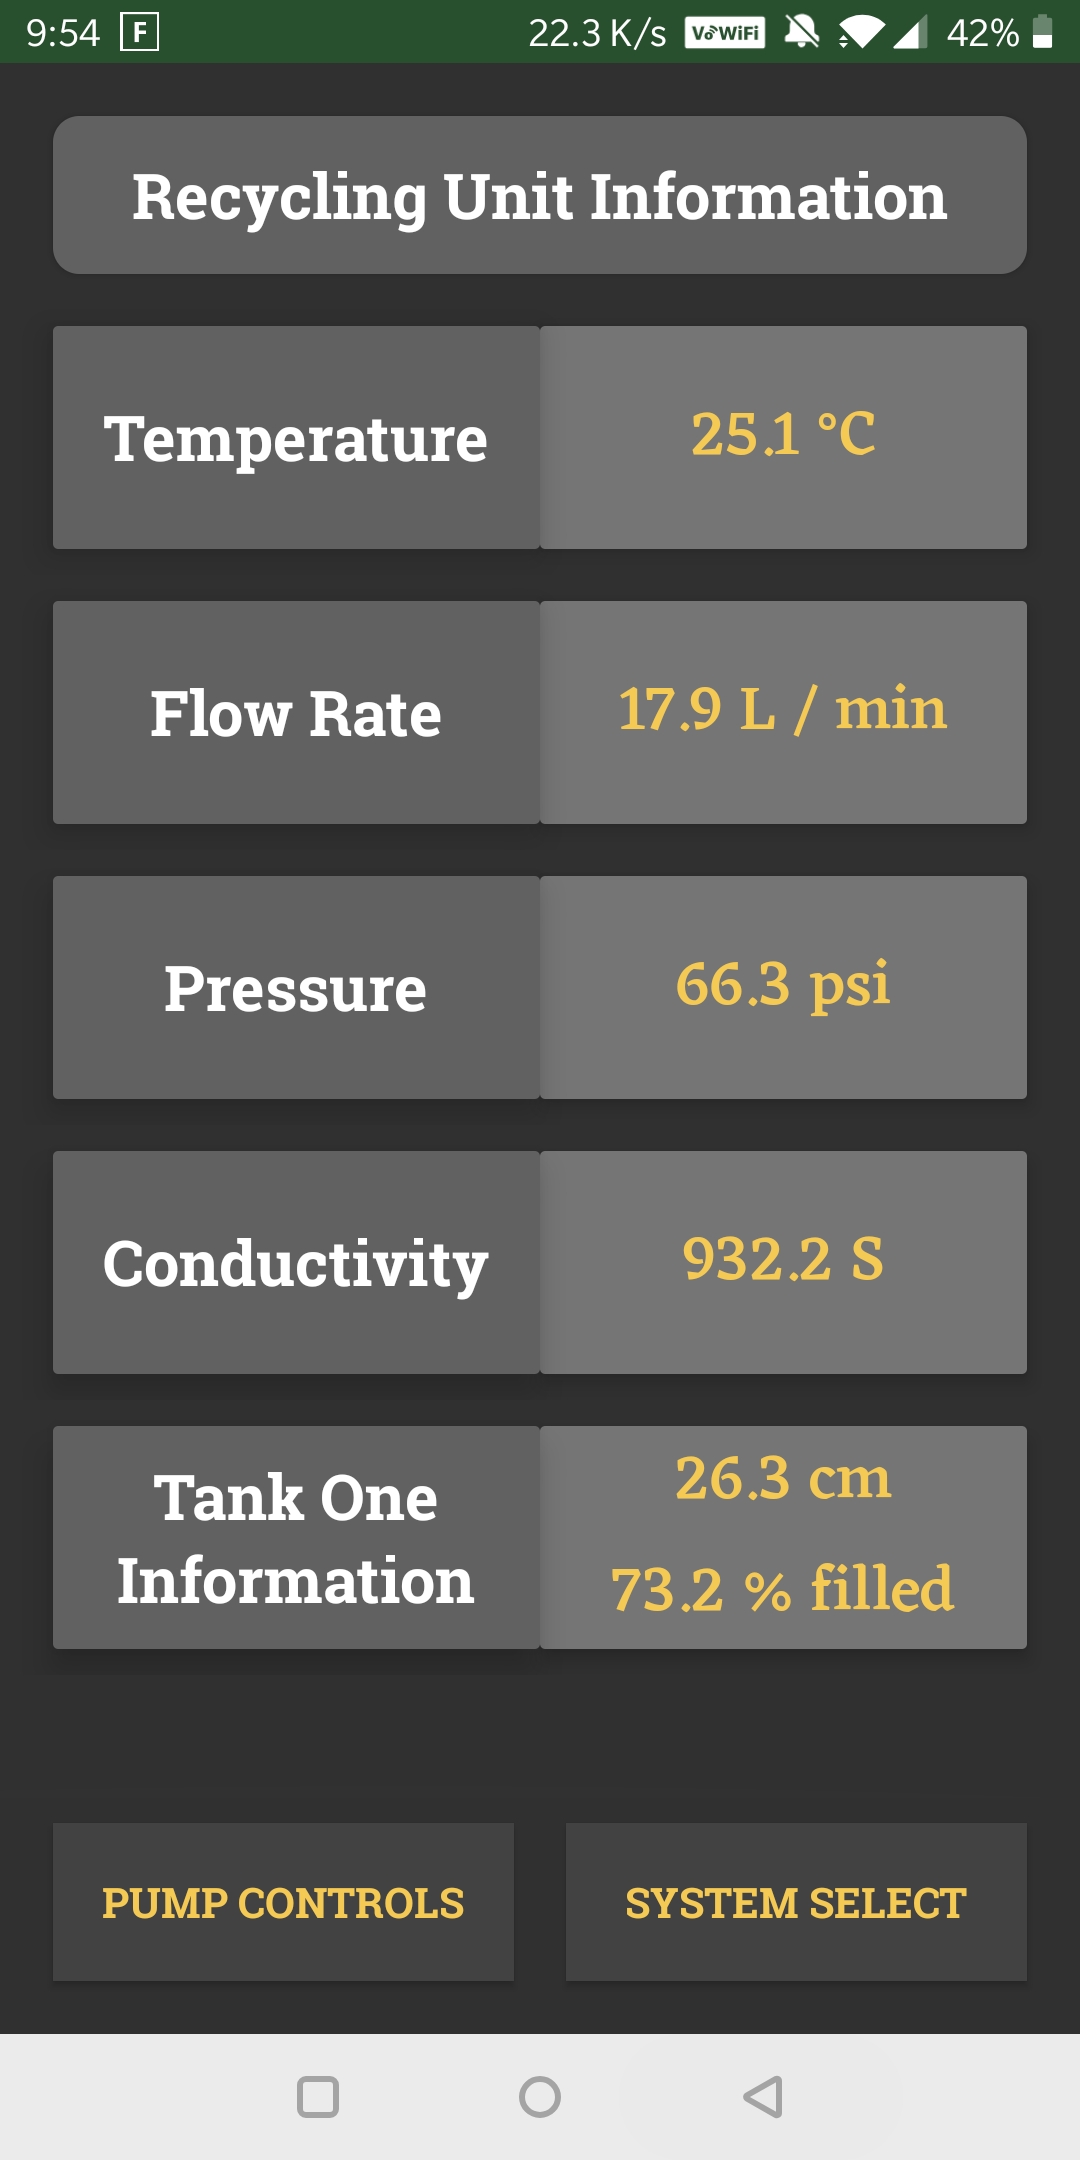 9:54 F 22.3 K/s VoWiFi 42%
Recycling Unit Information
Temperature
25.1 °C
Flow Rate
17.9 L / min
Pressure
66.3 psi
Conductivity
932.2 S
Tank One
Information
26.3 cm
73.2 % filled
PUMP CONTROLS
SYSTEM SELECT